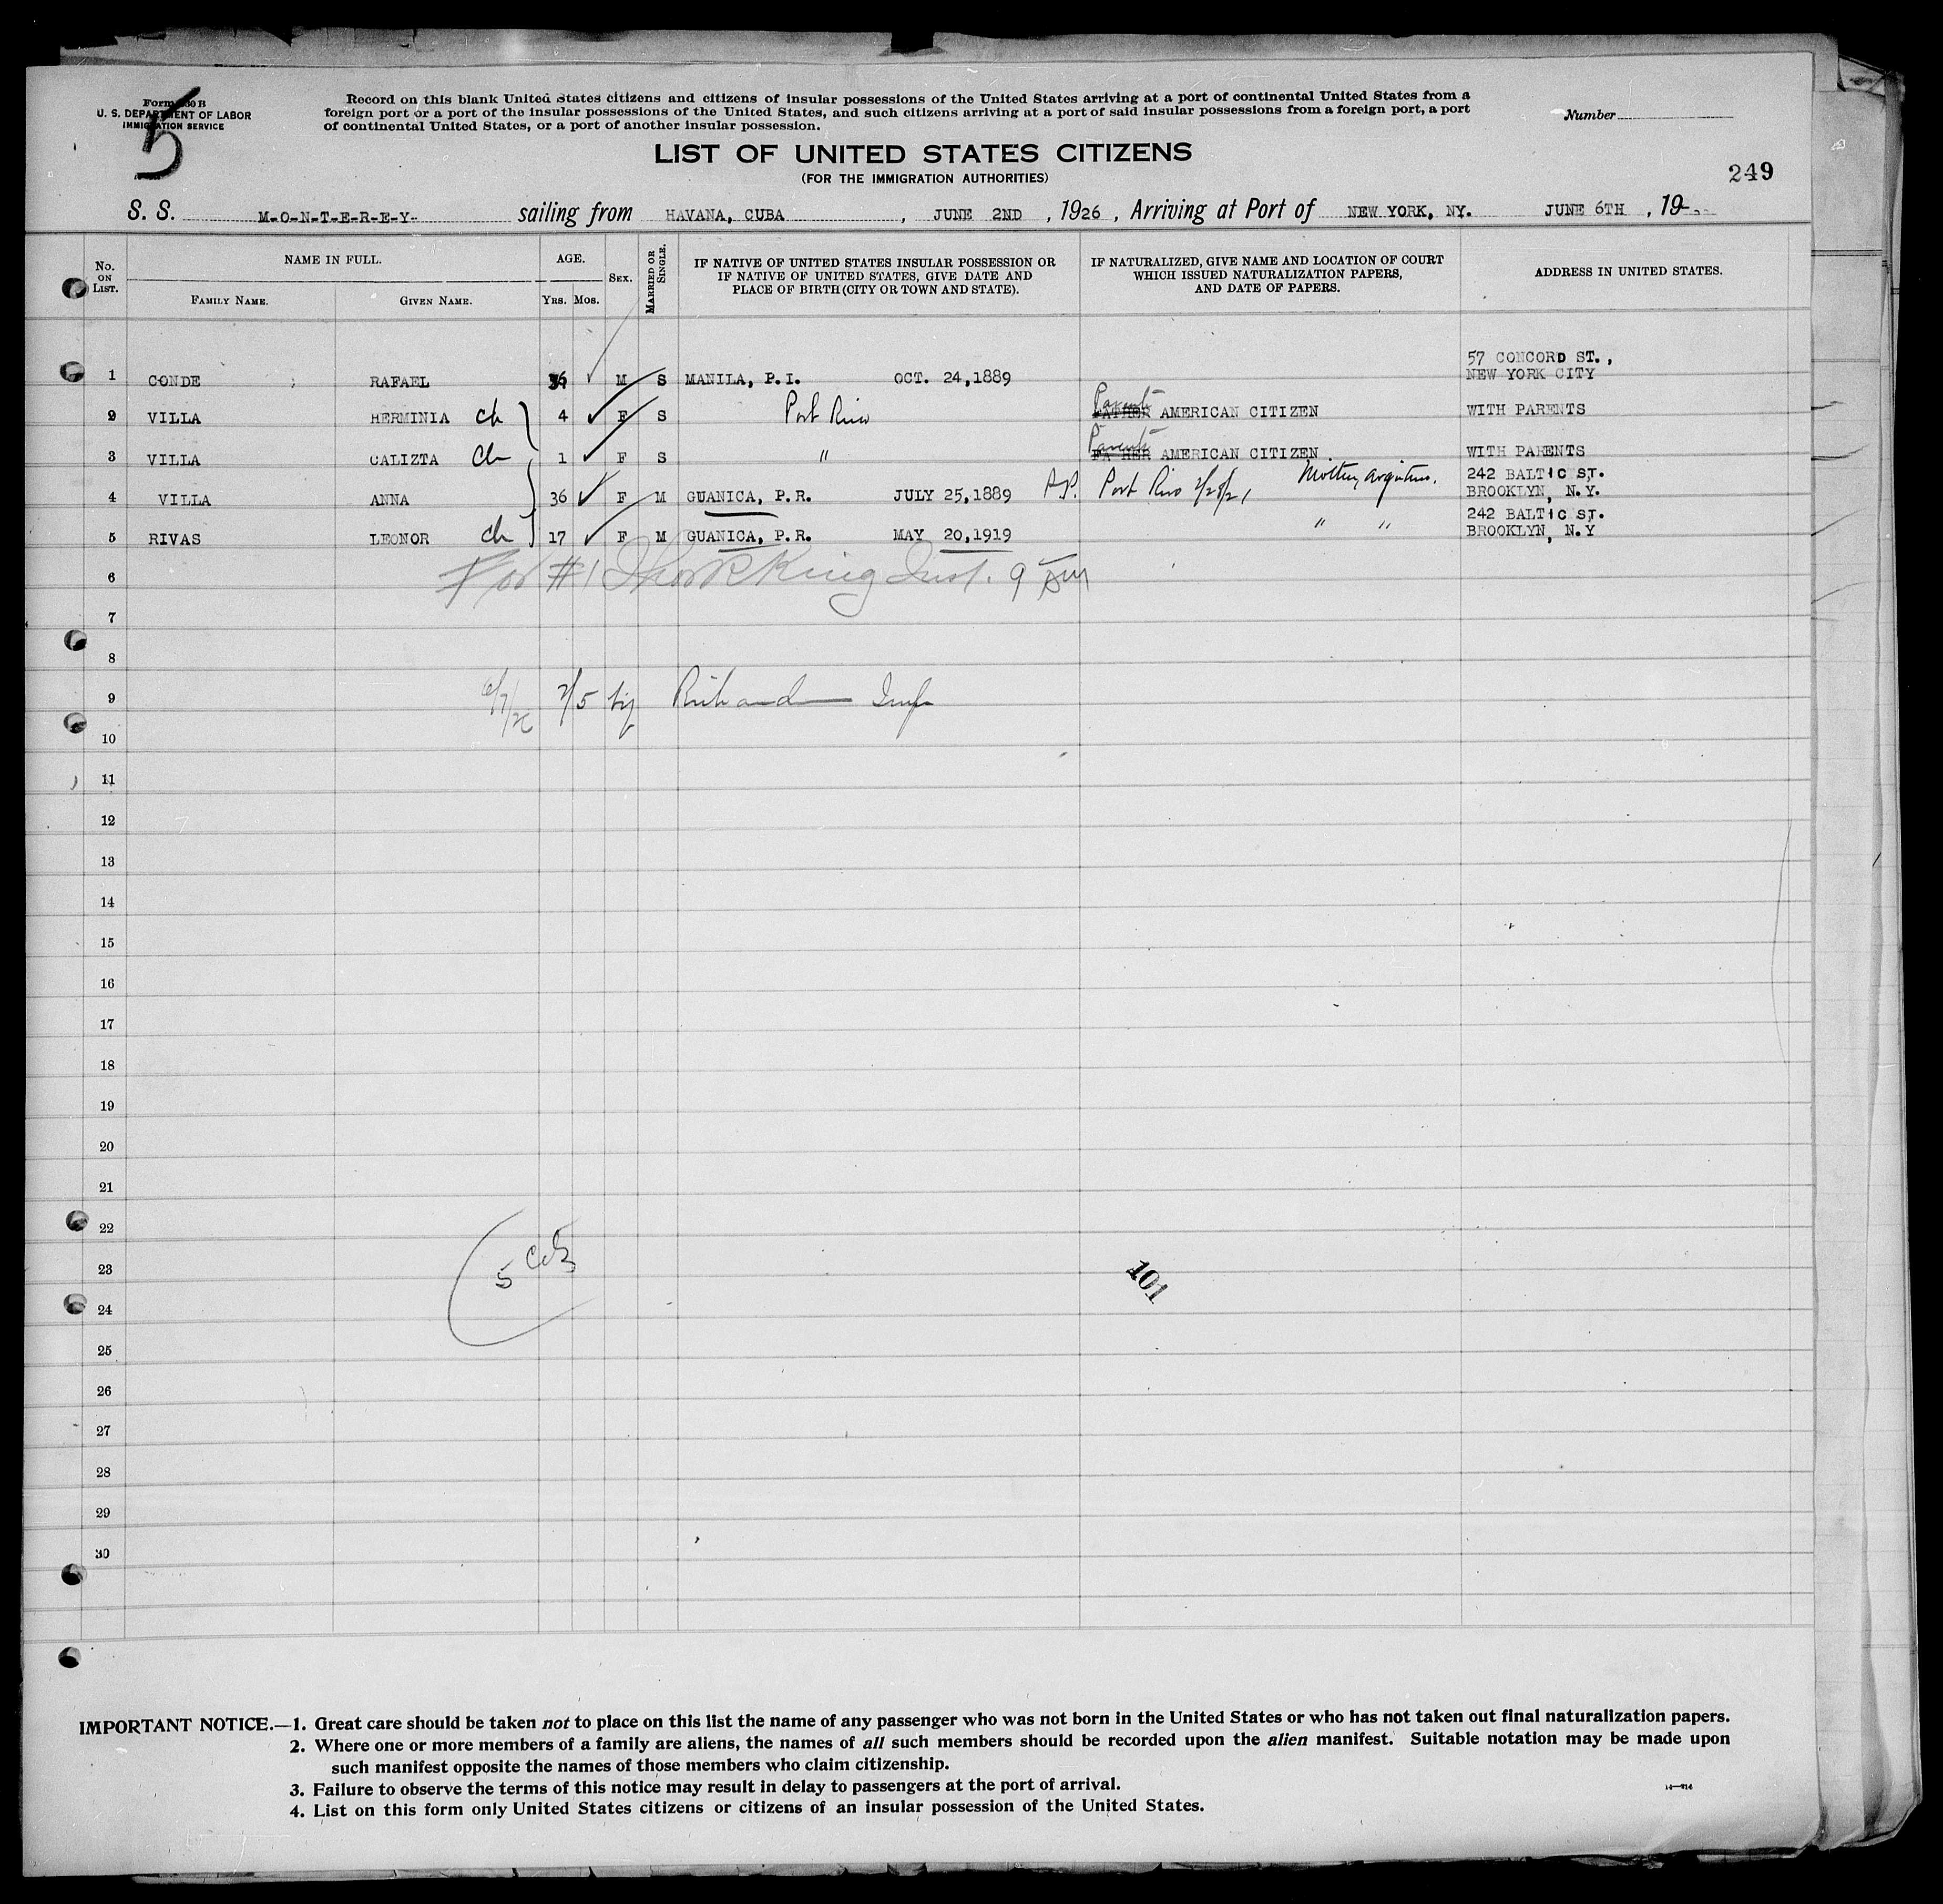 Form 630 B
U. S. DEPARTMENT OF LABOR
IMMIGRATION SERVICE
5
Record on this blank United States citizens and citizens of insular possessions of the United States arriving at a port of continental United States from a
foreign port or a port of the insular possessions of the United States, and such citizens arriving at a port of said insular possessions from a foreign port, a port
of continental United States, or a port of another insular possession.
Number
LIST OF UNITED STATES CITIZENS
(FOR THE IMMIGRATION AUTHORITIES)
249
S. S. M-O-N-T-E-R-E-Y- sailing from HAVANA, CUBA , JUNE 2ND , 1926 , Arriving at Port of NEW YORK, NY. JUNE 6TH , 19
No. ON LIST.
NAME IN FULL.
FAMILY NAME. GIVEN NAME.
AGE.
YRS. MOS.
SEX.
MARRIED OR SINGLE.
IF NATIVE OF UNITED STATES INSULAR POSSESSION OR
IF NATIVE OF UNITED STATES, GIVE DATE AND
PLACE OF BIRTH (CITY OR TOWN AND STATE).
IF NATURALIZED, GIVE NAME AND LOCATION OF COURT
WHICH ISSUED NATURALIZATION PAPERS,
AND DATE OF PAPERS.
ADDRESS IN UNITED STATES.
1 CONDE RAFAEL 36 M S MANILA, P.I. OCT. 24,1889 57 CONCORD ST., NEW YORK CITY
2 VILLA HERMINIA ch 4 F S Port Rico Parents FATHER AMERICAN CITIZEN WITH PARENTS
3 VILLA CALIZTA ch 1 F S " Parents FATHER AMERICAN CITIZEN WITH PARENTS
4 VILLA ANNA 36 F M GUANICA, P.R. JULY 25,1889 P.P. Port Rico Mother 242 BALTIC ST. BROOKLYN, N.Y.
5 RIVAS LEONOR ch 17 F M GUANICA, P.R. MAY 20,1919 " " 242 BALTIC ST. BROOKLYN, N.Y
6 For #1 King Inst. 9
7
8
9 6/7/26 2/5 by Insp
10
11
12
13
14
15
16
17
18
19
20
21
22
23 5 101
24
25
26
27
28
29
30
IMPORTANT NOTICE.—1. Great care should be taken not to place on this list the name of any passenger who was not born in the United States or who has not taken out final naturalization papers.
2. Where one or more members of a family are aliens, the names of all such members should be recorded upon the alien manifest. Suitable notation may be made upon
such manifest opposite the names of those members who claim citizenship.
3. Failure to observe the terms of this notice may result in delay to passengers at the port of arrival.
4. List on this form only United States citizens or citizens of an insular possession of the United States.